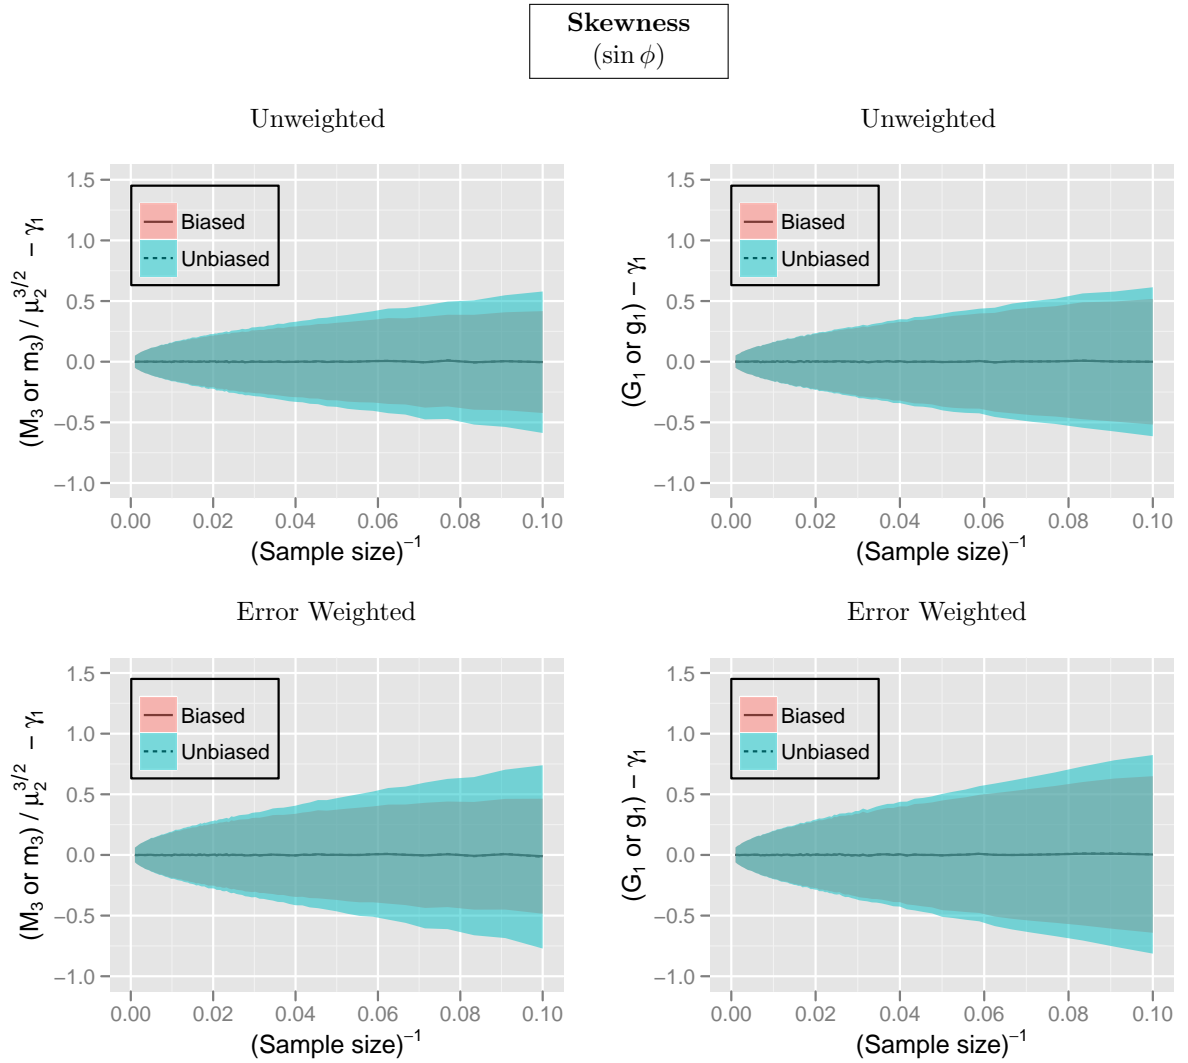 Skewness
(sin ϕ)
Unweighted
(M₃ or m₃) / μ₂^3/2 − γ₁
1.5
1.0
0.5
0.0
−0.5
−1.0
Biased
Unbiased
0.00 0.02 0.04 0.06 0.08 0.10
(Sample size)⁻¹
Unweighted
(G₁ or g₁) − γ₁
1.5
1.0
0.5
0.0
−0.5
−1.0
Biased
Unbiased
0.00 0.02 0.04 0.06 0.08 0.10
(Sample size)⁻¹
Error Weighted
(M₃ or m₃) / μ₂^3/2 − γ₁
1.5
1.0
0.5
0.0
−0.5
−1.0
Biased
Unbiased
0.00 0.02 0.04 0.06 0.08 0.10
(Sample size)⁻¹
Error Weighted
(G₁ or g₁) − γ₁
1.5
1.0
0.5
0.0
−0.5
−1.0
Biased
Unbiased
0.00 0.02 0.04 0.06 0.08 0.10
(Sample size)⁻¹